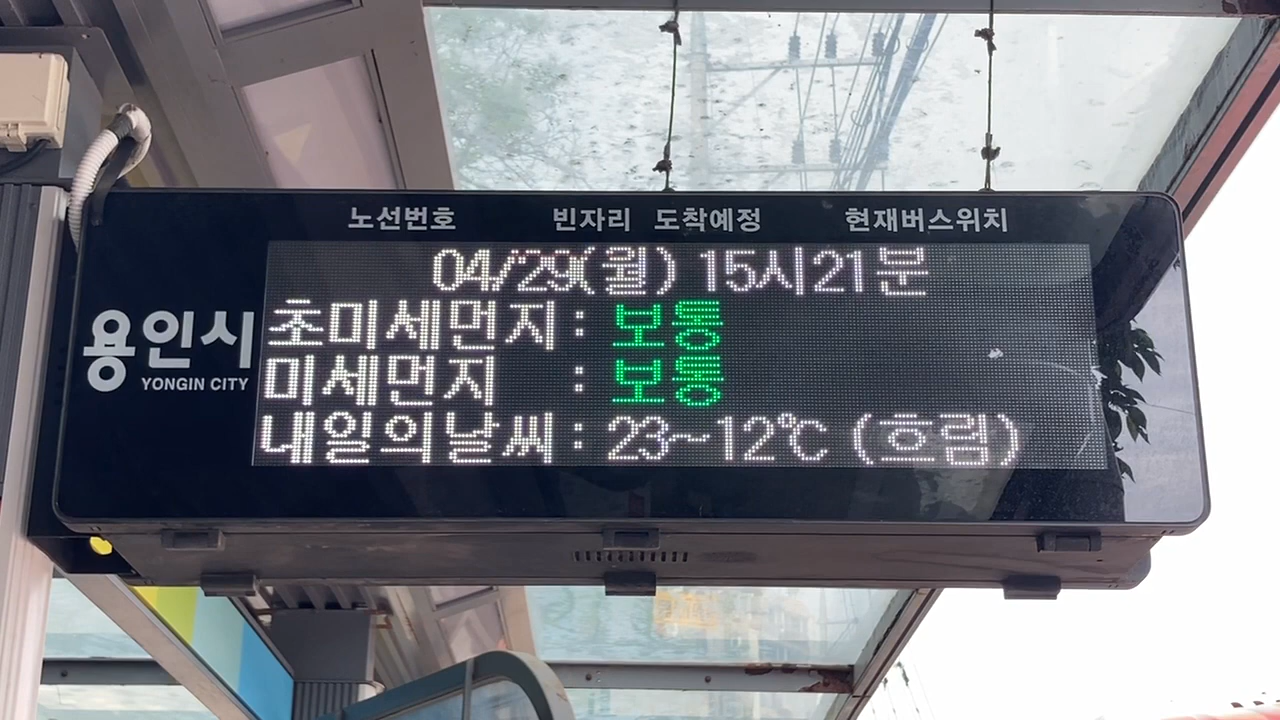 노선번호 빈자리 도착예정 현재버스위치
04/29(월) 15시21분
초미세먼지 : 보통
미세먼지 : 보통
내일의날씨 : 23~12℃ (흐림)
용인시
YONGIN CITY